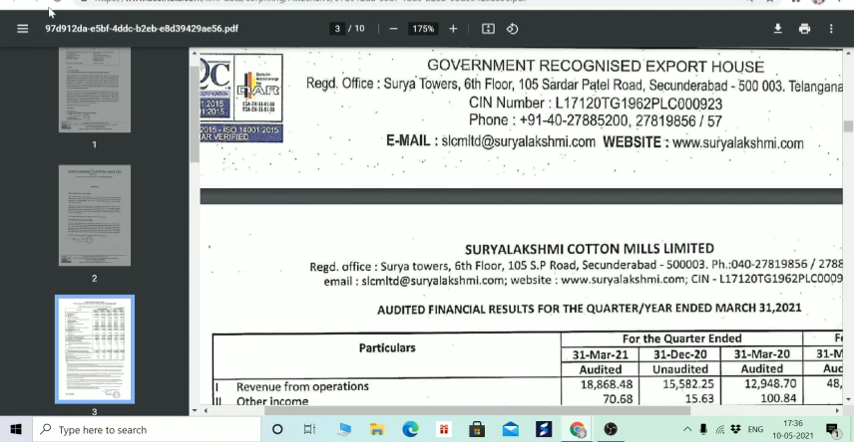 97d912da-e5bf-4ddc-b2eb-e8d39429ae56.pdf
3 / 10
175%
GOVERNMENT RECOGNISED EXPORT HOUSE
Regd. Office : Surya Towers, 6th Floor, 105 Sardar Patel Road, Secunderabad - 500 003. Telangana
CIN Number : L17120TG1962PLC000923
Phone : +91-40-27885200, 27819856 / 57
E-MAIL : slcmltd@suryalakshmi.com WEBSITE : www.suryalakshmi.com
1
2
3
SURYALAKSHMI COTTON MILLS LIMITED
Regd. office : Surya towers, 6th Floor, 105 S.P Road, Secunderabad - 500003. Ph.:040-27819856 / 2788
email : slcmltd@suryalakshmi.com; website : www.suryalakshmi.com; CIN - L17120TG1962PLC0009
AUDITED FINANCIAL RESULTS FOR THE QUARTER/YEAR ENDED MARCH 31,2021
Particulars
For the Quarter Ended
31-Mar-21 31-Dec-20 31-Mar-20 31-M
Audited Unaudited Audited Aud
I Revenue from operations 18,868.48 15,582.25 12,948.70 48,
II Other income 70.68 15.63 100.84
Type here to search
ENG
17:36
10-05-2021